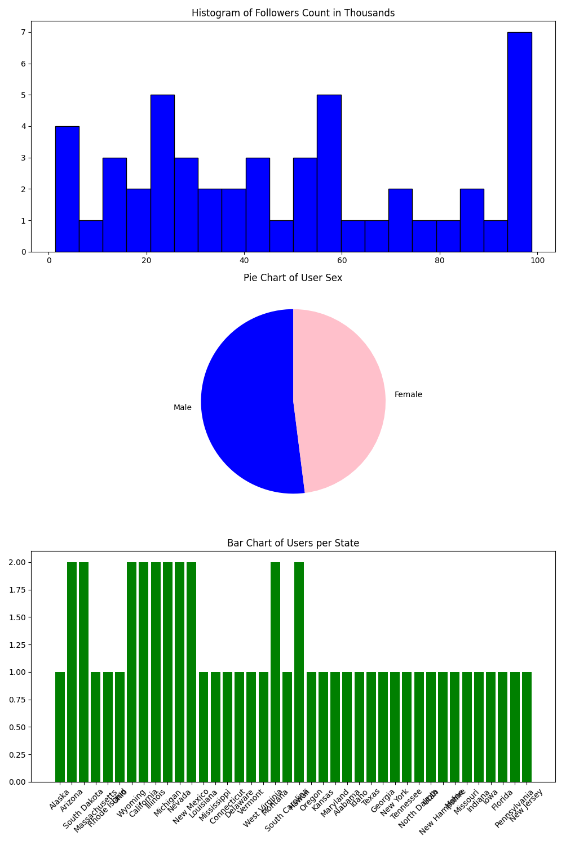 Histogram of Followers Count in Thousands
7
6
5
4
3
2
1
0
0 20 40 60 80 100
Pie Chart of User Sex
Male
Female
Bar Chart of Users per State
2.00
1.75
1.50
1.25
1.00
0.75
0.50
0.25
0.00
Alaska
Arizona
South Dakota
Massachusetts
Rhode Island
Wyoming
California
Illinois
Michigan
Nevada
New Mexico
Louisiana
Mississippi
Connecticut
Delaware
Vermont
West Virginia
Montana
South Carolina
Oregon
Kansas
Maryland
Alabama
Idaho
Texas
Georgia
New York
Tennessee
North Dakota
New Hampshire
Missouri
Indiana
Iowa
Florida
Pennsylvania
New Jersey